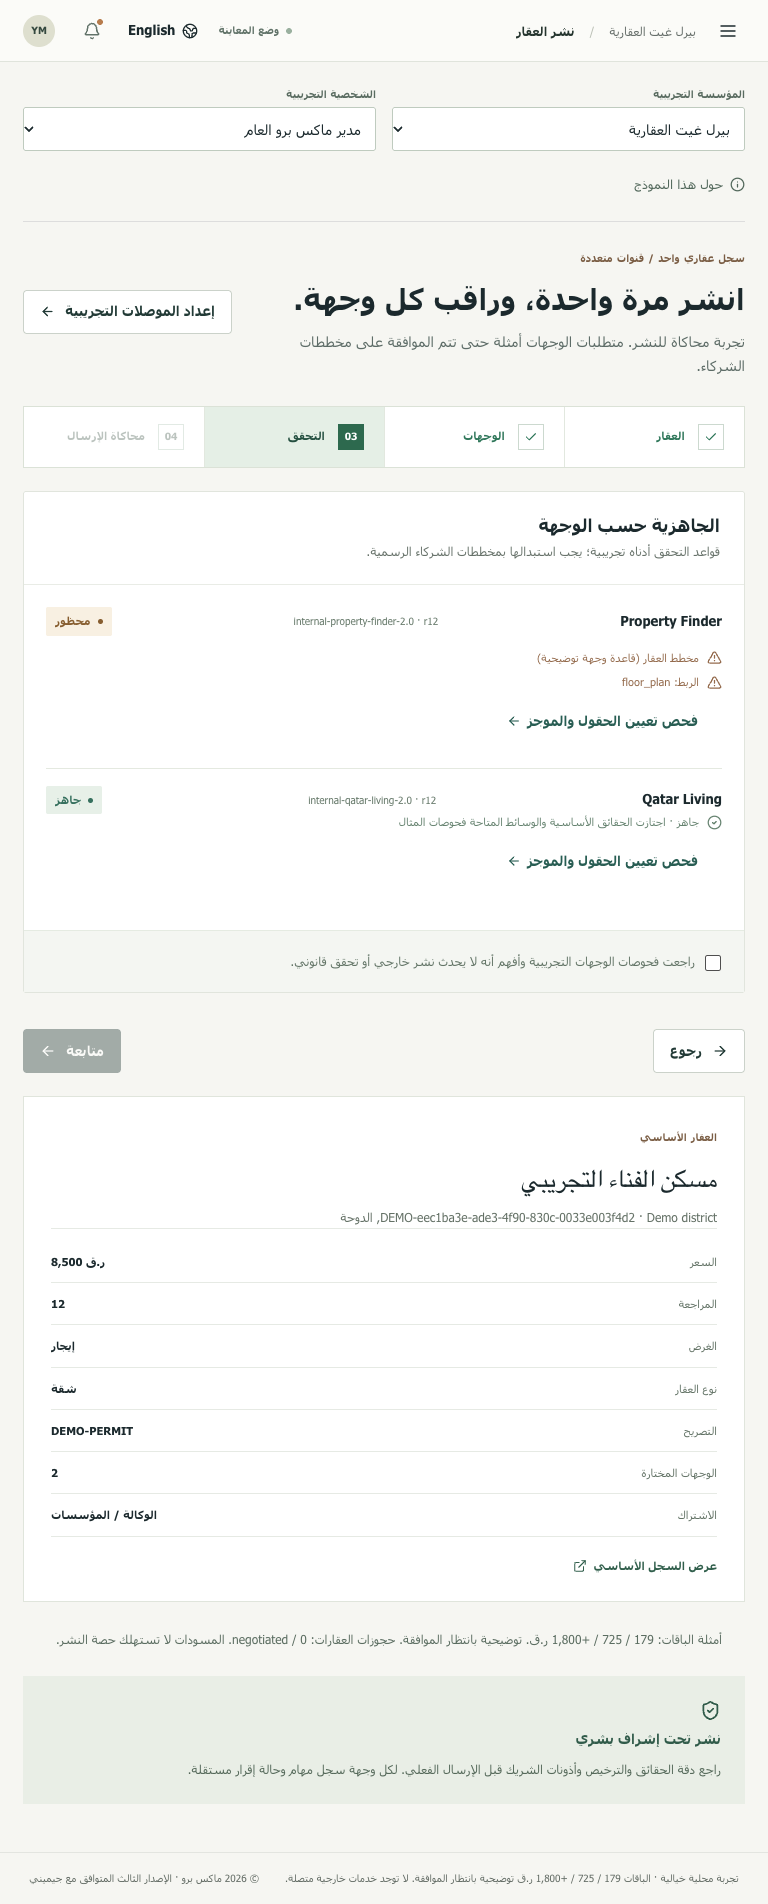 بيرل غيت العقارية / نشر العقار
وضع المعاينة
English
YM
المؤسسة التجريبية
بيرل غيت العقارية
الشخصية التجريبية
مدير ماكس برو العام
حول هذا النموذج
سجل عقاري واحد / قنوات متعددة
انشر مرة واحدة، وراقب كل وجهة.
تجربة محاكاة للنشر. متطلبات الوجهات أمثلة حتى تتم الموافقة على مخططات
الشركاء.
إعداد الموصلات التجريبية
العقار
الوجهات
03 التحقق
04 محاكاة الإرسال
الجاهزية حسب الوجهة
قواعد التحقق أدناه تجريبية؛ يجب استبدالها بمخططات الشركاء الرسمية.
Property Finder
internal-property-finder-2.0 · r12
محظور
مخطط العقار (قاعدة وجهة توضيحية)
الربط: floor_plan
فحص تعيين الحقول والموجز
Qatar Living
internal-qatar-living-2.0 · r12
جاهز
جاهز · اجتازت الحقائق الأساسية والوسائط المتاحة فحوصات المثال
فحص تعيين الحقول والموجز
راجعت فحوصات الوجهات التجريبية وأفهم أنه لا يحدث نشر خارجي أو تحقق قانوني.
رجوع
متابعة
العقار الأساسي
مسكن الفناء التجريبي
DEMO-eec1ba3e-ade3-4f90-830c-0033e003f4d2 · Demo district, الدوحة
السعر
8,500 ر.ق
المراجعة
12
الغرض
إيجار
نوع العقار
شقة
التصريح
DEMO-PERMIT
الوجهات المختارة
2
الاشتراك
الوكالة / المؤسسات
عرض السجل الأساسي
أمثلة الباقات: 179 / 725 / +1,800 ر.ق. توضيحية بانتظار الموافقة. حجوزات العقارات: 0 / negotiated. المسودات لا تستهلك حصة النشر.
نشر تحت إشراف بشري
راجع دقة الحقائق والترخيص وأذونات الشريك قبل الإرسال الفعلي. لكل وجهة سجل مهام وحالة إقرار مستقلة.
تجربة محلية خيالية · الباقات 179 / 725 / +1,800 ر.ق توضيحية بانتظار الموافقة. لا توجد خدمات خارجية متصلة.
© 2026 ماكس برو · الإصدار الثالث المتوافق مع جيميني